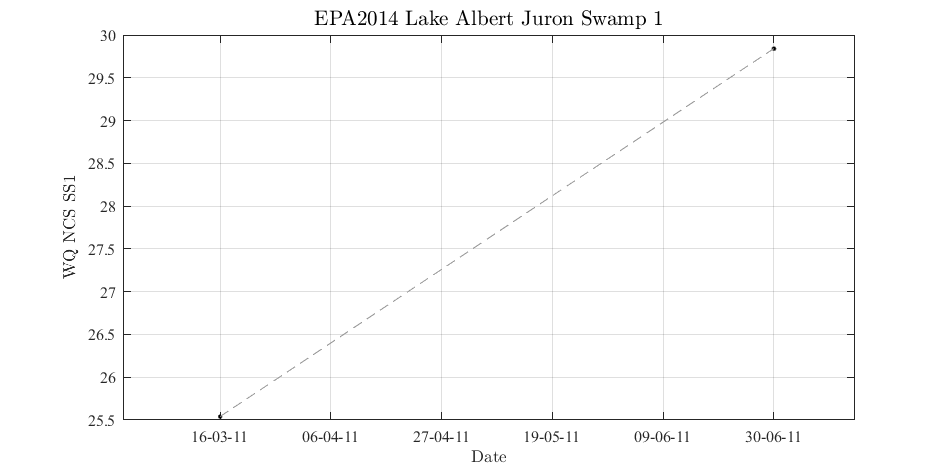 EPA2014 Lake Albert Juron Swamp 1
30
29.5
29
28.5
28
27.5
27
26.5
26
25.5
WQ NCS SS1
16-03-11 06-04-11 27-04-11 19-05-11 09-06-11 30-06-11
Date